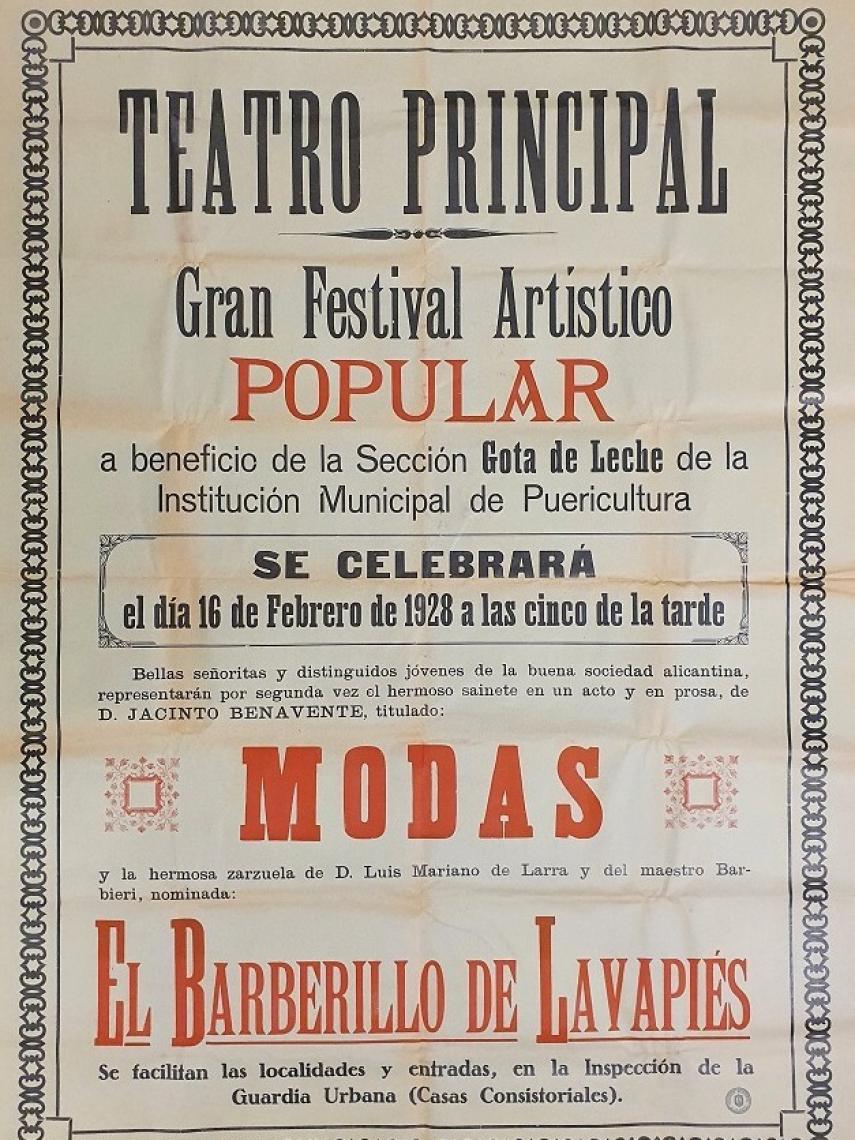 TEATRO PRINCIPAL
Gran Festival Artístico
POPULAR
a beneficio de la Sección Gota de Leche de la
Institución Municipal de Puericultura
SE CELEBRARÁ
el día 16 de Febrero de 1928 a las cinco de la tarde
Bellas señoritas y distinguidos jóvenes de la buena sociedad alicantina,
representarán por segunda vez el hermoso sainete en un acto y en prosa, de
D. JACINTO BENAVENTE, titulado:
MODAS
y la hermosa zarzuela de D. Luis Mariano de Larra y del maestro Bar-
bieri, nominada:
EL BARBERILLO DE LAVAPIÉS
Se facilitan las localidades y entradas, en la Inspección de la
Guardia Urbana (Casas Consistoriales).